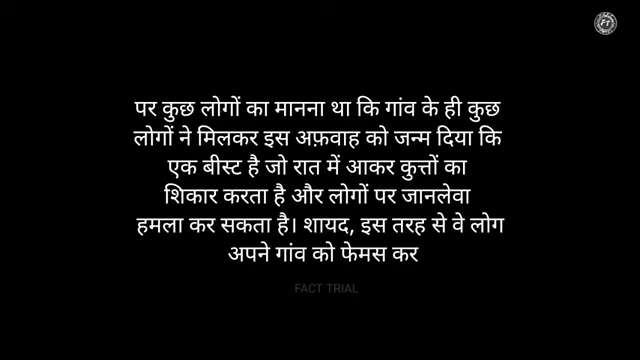 पर कुछ लोगों का मानना था कि गांव के ही कुछ
लोगों ने मिलकर इस अफ़वाह को जन्म दिया कि
एक बीस्ट है जो रात में आकर कुत्तों का
शिकार करता है और लोगों पर जानलेवा
हमला कर सकता है। शायद, इस तरह से वे लोग
अपने गांव को फेमस कर
FACT TRIAL